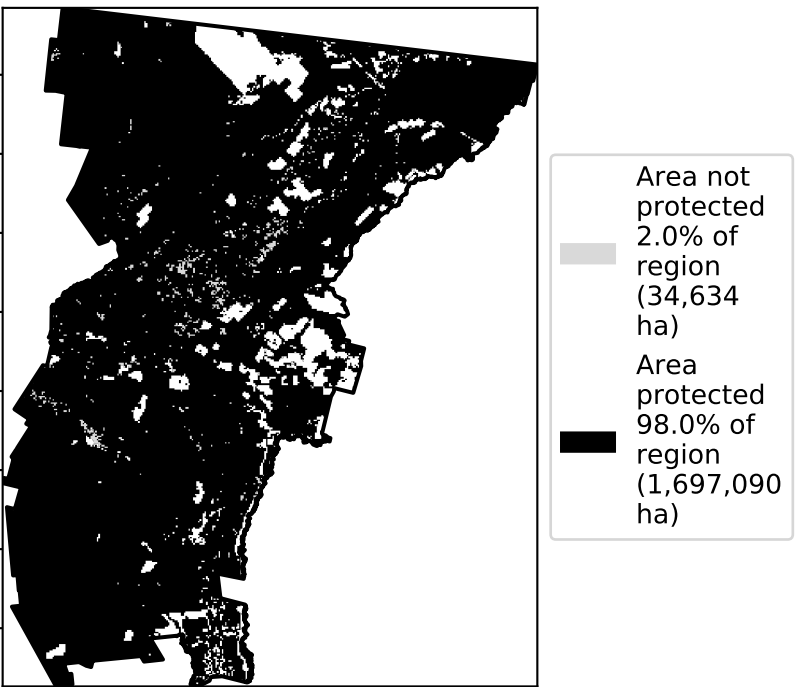 Area not
protected
2.0% of
region
(34,634
ha)
Area
protected
98.0% of
region
(1,697,090
ha)